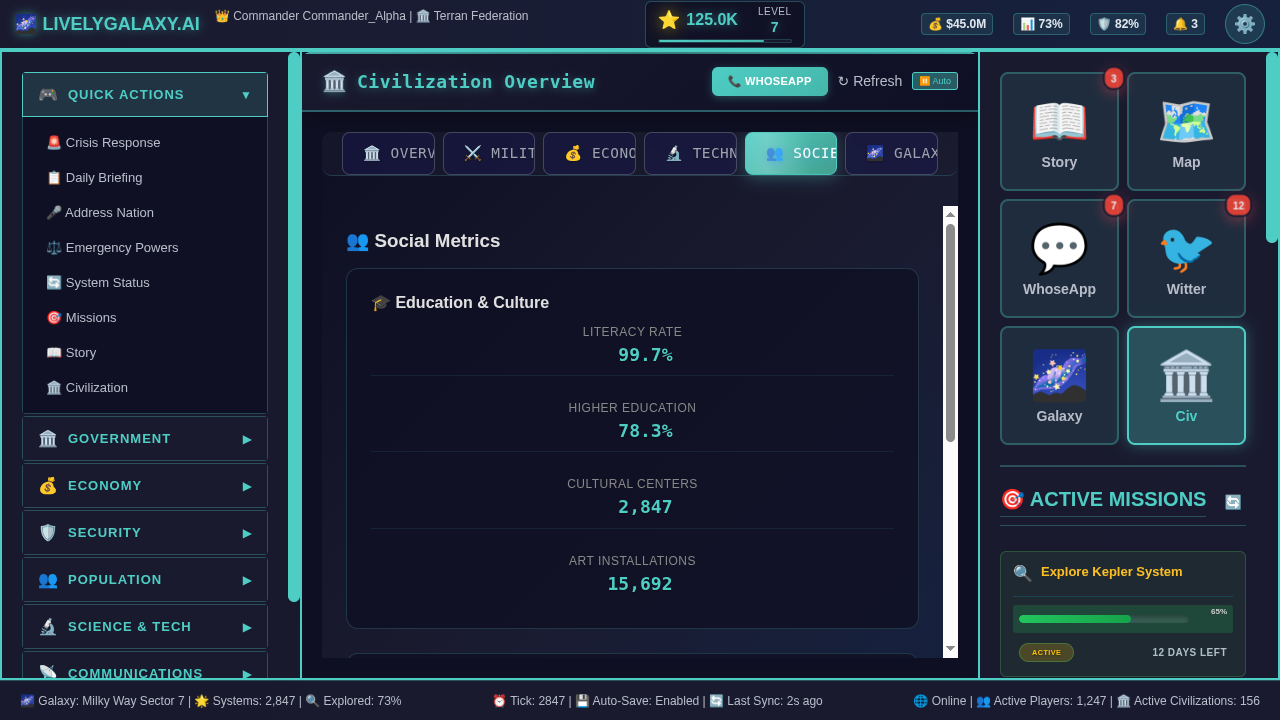 LIVELYGALAXY.AI
Commander Commander_Alpha | Terran Federation
125.0K
LEVEL
7
$45.0M
73%
82%
3
QUICK ACTIONS ▼
Crisis Response
Daily Briefing
Address Nation
Emergency Powers
System Status
Missions
Story
Civilization
GOVERNMENT ▶
ECONOMY ▶
SECURITY ▶
POPULATION ▶
SCIENCE & TECH ▶
COMMUNICATIONS ▶
Civilization Overview
WHOSEAPP
↻ Refresh
Auto
OVERV
MILIT
ECONO
TECHN
SOCIE
GALAX
Social Metrics
Education & Culture
LITERACY RATE
99.7%
HIGHER EDUCATION
78.3%
CULTURAL CENTERS
2,847
ART INSTALLATIONS
15,692
3
Story
Map
7
WhoseApp
12
Witter
Galaxy
Civ
ACTIVE MISSIONS
Explore Kepler System
65%
ACTIVE
12 DAYS LEFT
Galaxy: Milky Way Sector 7 | Systems: 2,847 | Explored: 73%
Tick: 2847 | Auto-Save: Enabled | Last Sync: 2s ago
Online | Active Players: 1,247 | Active Civilizations: 156